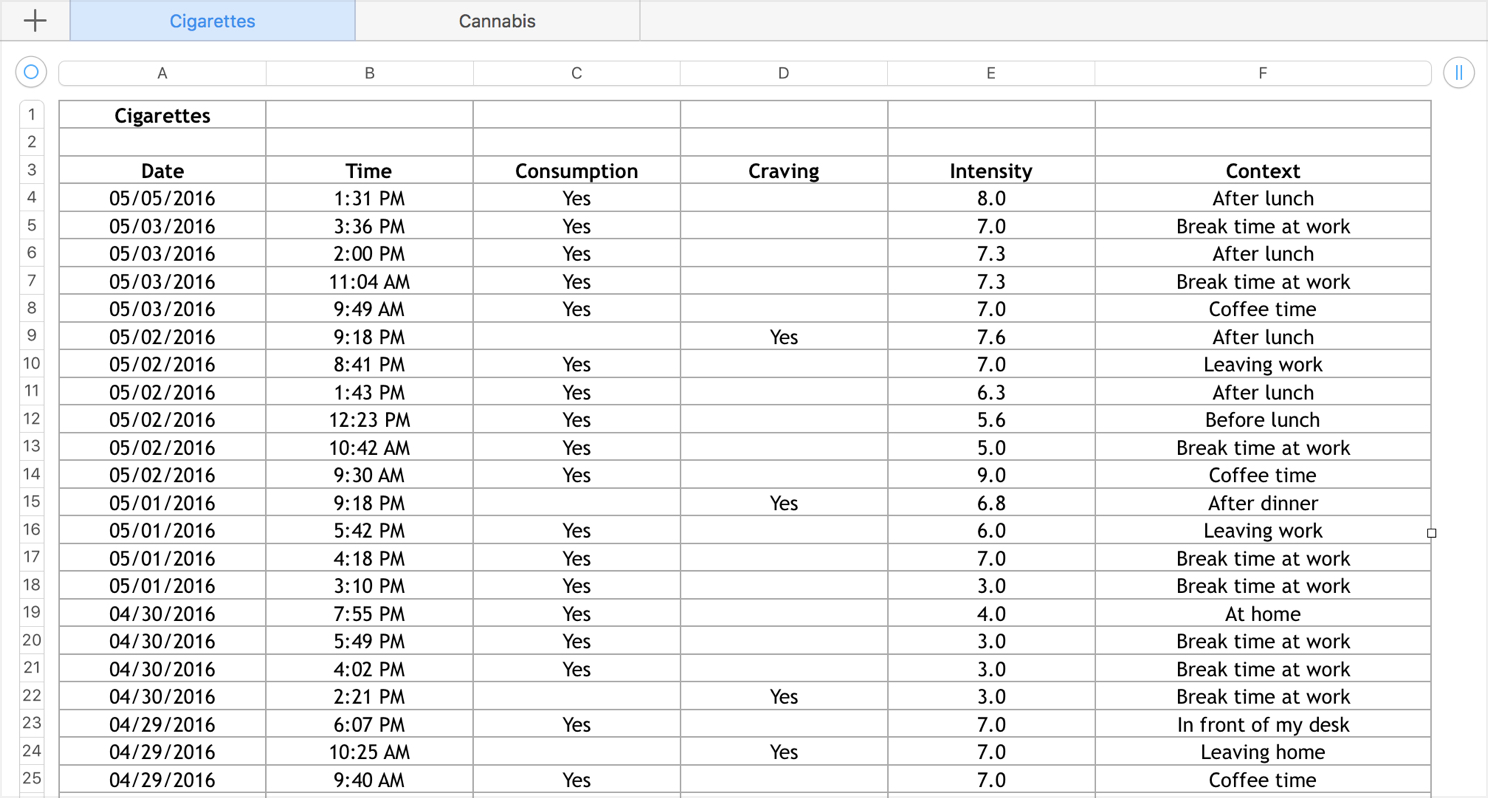 Cigarettes Cannabis
A B C D E F
1 Cigarettes
2
3 Date Time Consumption Craving Intensity Context
4 05/05/2016 1:31 PM Yes 8.0 After lunch
5 05/03/2016 3:36 PM Yes 7.0 Break time at work
6 05/03/2016 2:00 PM Yes 7.3 After lunch
7 05/03/2016 11:04 AM Yes 7.3 Break time at work
8 05/03/2016 9:49 AM Yes 7.0 Coffee time
9 05/02/2016 9:18 PM Yes 7.6 After lunch
10 05/02/2016 8:41 PM Yes 7.0 Leaving work
11 05/02/2016 1:43 PM Yes 6.3 After lunch
12 05/02/2016 12:23 PM Yes 5.6 Before lunch
13 05/02/2016 10:42 AM Yes 5.0 Break time at work
14 05/02/2016 9:30 AM Yes 9.0 Coffee time
15 05/01/2016 9:18 PM Yes 6.8 After dinner
16 05/01/2016 5:42 PM Yes 6.0 Leaving work
17 05/01/2016 4:18 PM Yes 7.0 Break time at work
18 05/01/2016 3:10 PM Yes 3.0 Break time at work
19 04/30/2016 7:55 PM Yes 4.0 At home
20 04/30/2016 5:49 PM Yes 3.0 Break time at work
21 04/30/2016 4:02 PM Yes 3.0 Break time at work
22 04/30/2016 2:21 PM Yes 3.0 Break time at work
23 04/29/2016 6:07 PM Yes 7.0 In front of my desk
24 04/29/2016 10:25 AM Yes 7.0 Leaving home
25 04/29/2016 9:40 AM Yes 7.0 Coffee time